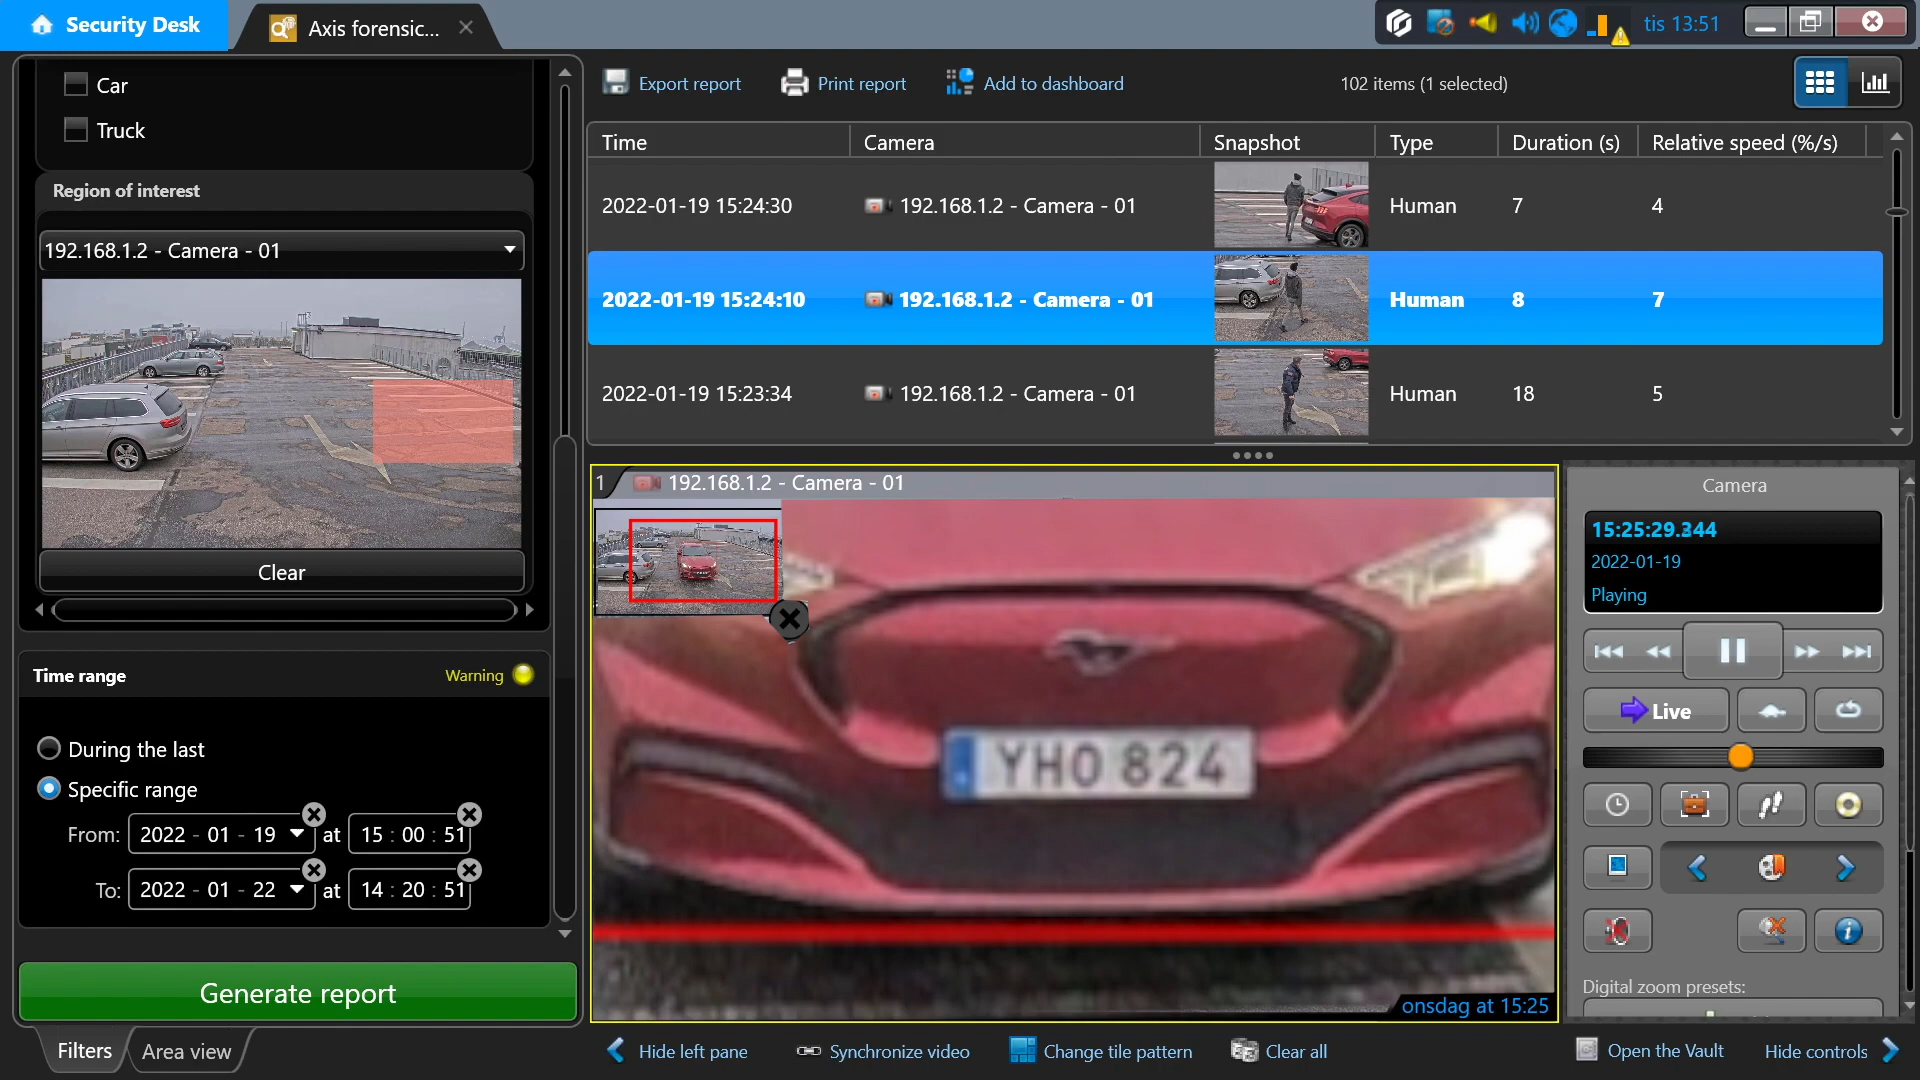 Security Desk
Axis forensic...
tis 13:51
Car
Truck
Region of interest
192.168.1.2 - Camera - 01
Clear
Time range
Warning
During the last
Specific range
From: 2022 - 01 - 19 at 15 : 00 : 51
To: 2022 - 01 - 22 at 14 : 20 : 51
Generate report
Filters
Area view
Export report
Print report
Add to dashboard
102 items (1 selected)
Time Camera Snapshot Type Duration (s) Relative speed (%/s)
2022-01-19 15:24:30 192.168.1.2 - Camera - 01 Human 7 4
2022-01-19 15:24:10 192.168.1.2 - Camera - 01 Human 8 7
2022-01-19 15:23:34 192.168.1.2 - Camera - 01 Human 18 5
1 192.168.1.2 - Camera - 01
YHO 824
onsdag at 15:25
Camera
15:25:29.344
2022-01-19
Playing
Live
Digital zoom presets:
Hide left pane
Synchronize video
Change tile pattern
Clear all
Open the Vault
Hide controls